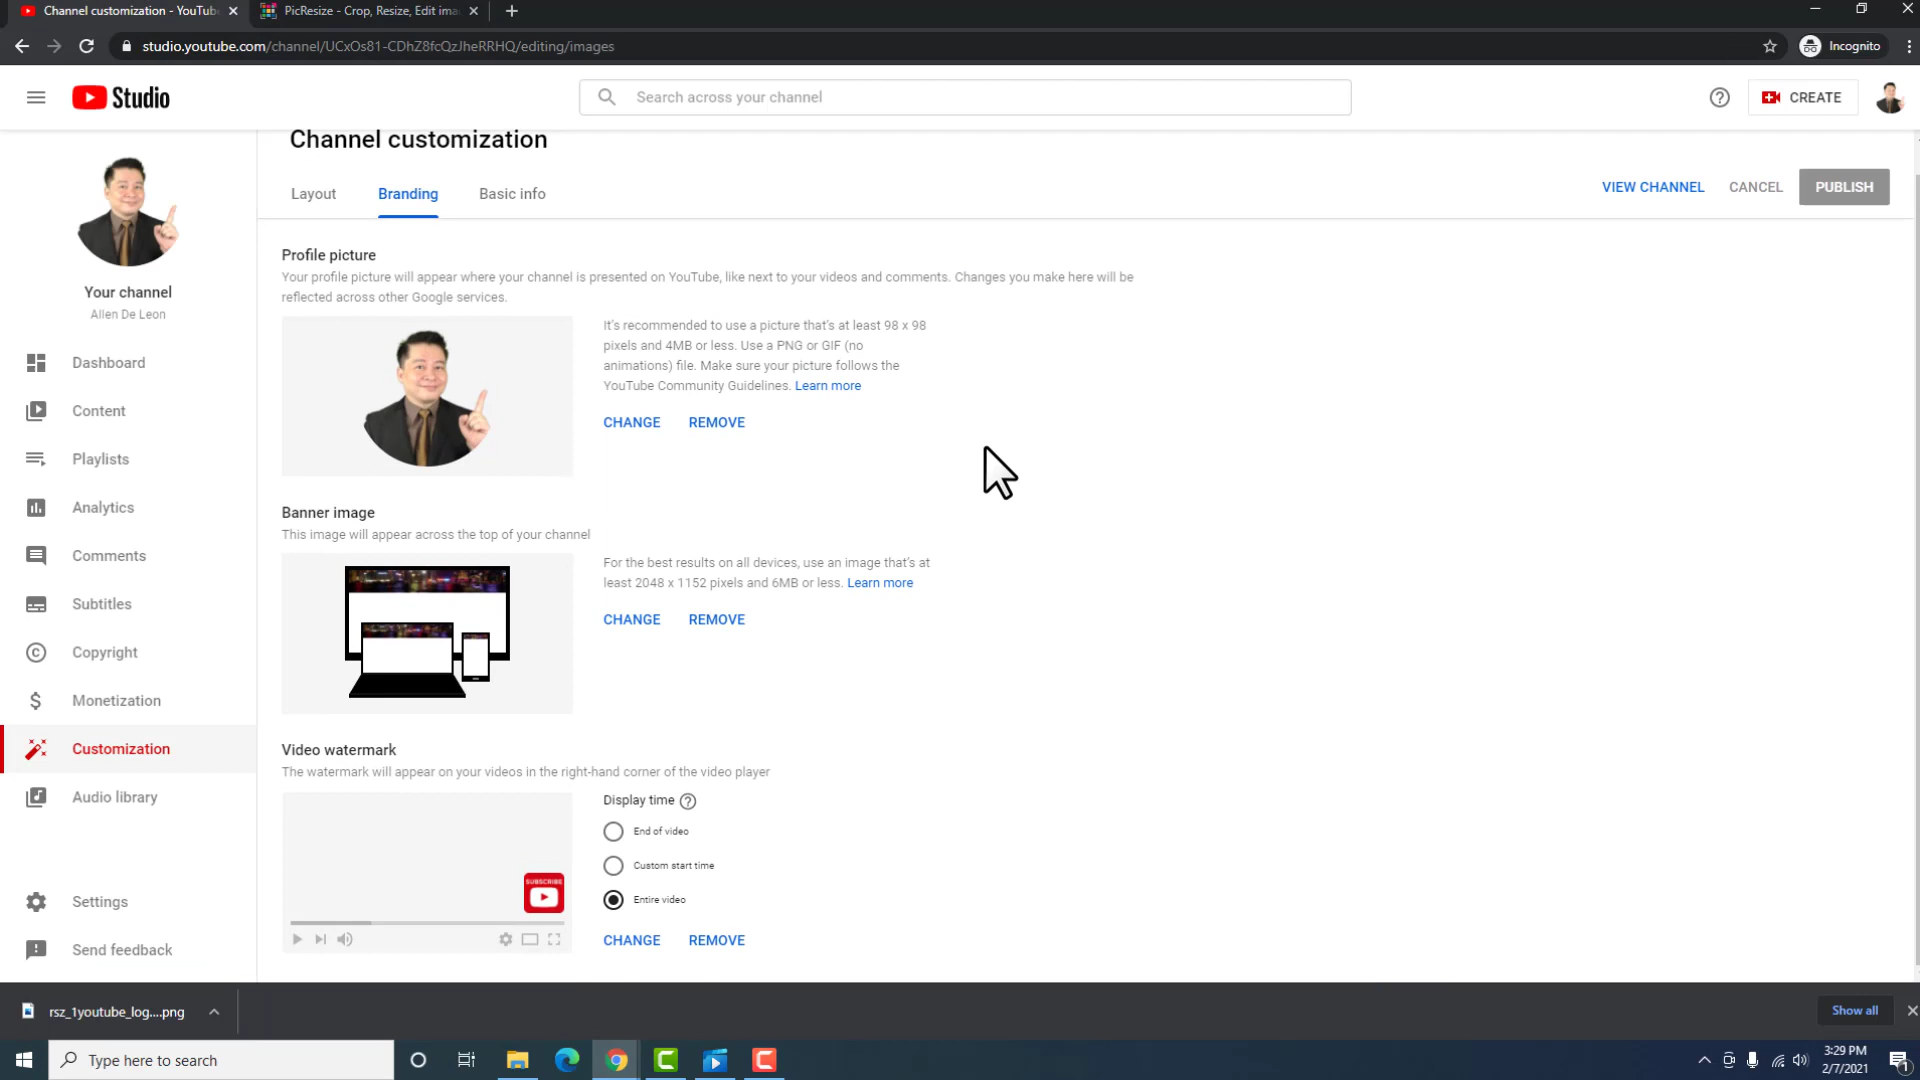 Channel customization - YouTube
PicResize - Crop, Resize, Edit ima
studio.youtube.com/channel/UCxOs81-CDhZ8fcQzJheRRHQ/editing/images
Incognito
Studio
Search across your channel
CREATE
Channel customization
Layout
Branding
Basic info
VIEW CHANNEL
CANCEL
PUBLISH
Your channel
Allen De Leon
Dashboard
Content
Playlists
Analytics
Comments
Subtitles
Copyright
Monetization
Customization
Audio library
Settings
Send feedback
Profile picture
Your profile picture will appear where your channel is presented on YouTube, like next to your videos and comments. Changes you make here will be
reflected across other Google services.
It's recommended to use a picture that's at least 98 x 98
pixels and 4MB or less. Use a PNG or GIF (no
animations) file. Make sure your picture follows the
YouTube Community Guidelines. Learn more
CHANGE
REMOVE
Banner image
This image will appear across the top of your channel
For the best results on all devices, use an image that's at
least 2048 x 1152 pixels and 6MB or less. Learn more
CHANGE
REMOVE
Video watermark
The watermark will appear on your videos in the right-hand corner of the video player
SUBSCRIBE
Display time
End of video
Custom start time
Entire video
CHANGE
REMOVE
rsz_1youtube_log....png
Show all
Type here to search
3:29 PM
2/7/2021
1